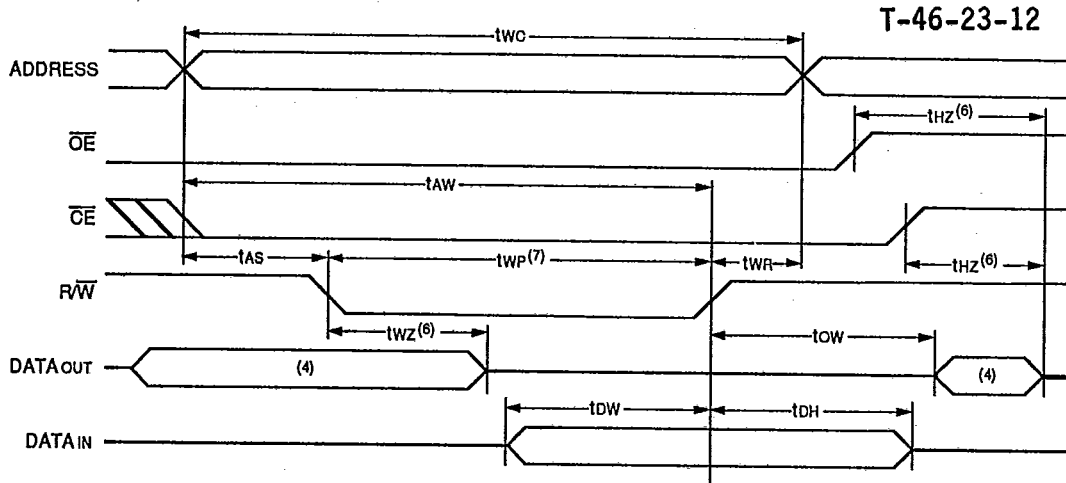 T-46-23-12
tWC
ADDRESS
tHZ(6)
OE
tAW
CE
tAS
tWP(7)
tWR
tHZ(6)
R/W
tWZ(6)
tOW
DATA OUT
(4)
(4)
tDW
tDH
DATA IN